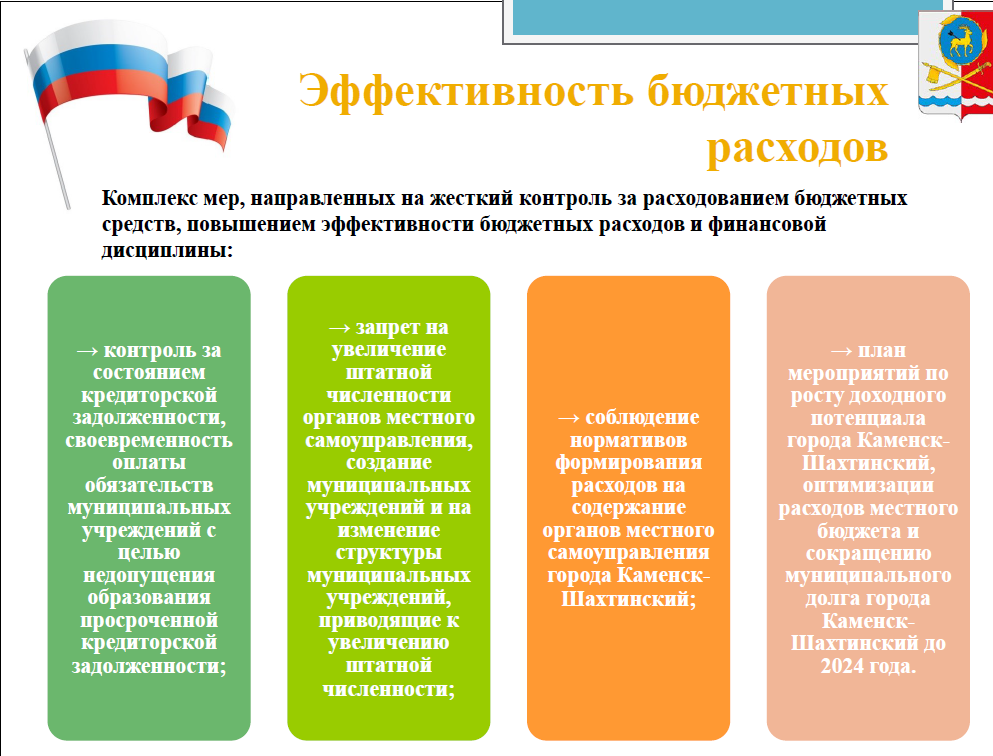 Эффективность бюджетных
расходов
Комплекс мер, направленных на жесткий контроль за расходованием бюджетных
средств, повышением эффективности бюджетных расходов и финансовой
дисциплины:
→ контроль за
состоянием
кредиторской
задолженности,
своевременность
оплаты
обязательств
муниципальных
учреждений с
целью
недопущения
образования
просроченной
кредиторской
задолженности;
→ запрет на
увеличение
штатной
численности
органов местного
самоуправления,
создание
муниципальных
учреждений и на
изменение
структуры
муниципальных
учреждений,
приводящие к
увеличению
штатной
численности;
→ соблюдение
нормативов
формирования
расходов на
содержание
органов местного
самоуправления
города Каменск-
Шахтинский;
→ план
мероприятий по
росту доходного
потенциала
города Каменск-
Шахтинский,
оптимизации
расходов местного
бюджета и
сокращению
муниципального
долга города
Каменск-
Шахтинский до
2024 года.